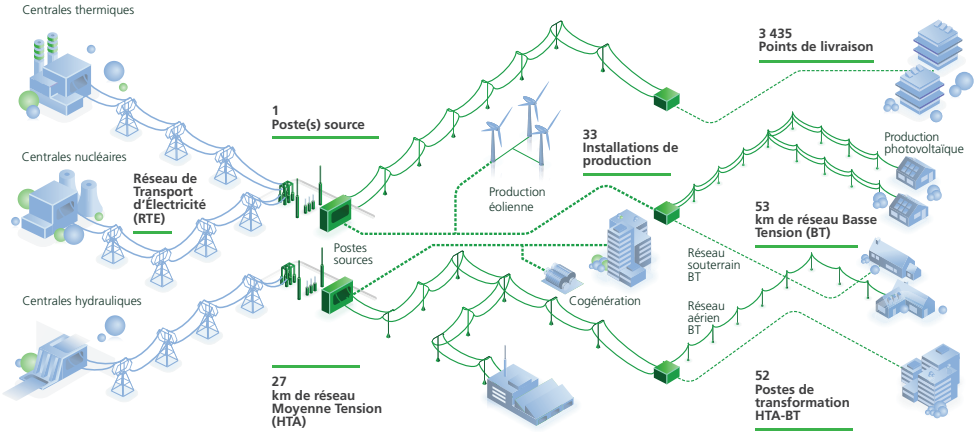 Centrales thermiques
3 435
Points de livraison
1
Poste(s) source
33
Installations de
production
Production
photovoltaïque
Centrales nucléaires
Réseau de
Transport
d'Électricité
(RTE)
Production
éolienne
53
km de réseau Basse
Tension (BT)
Postes
sources
Réseau
souterrain
BT
Centrales hydrauliques
Cogénération
Réseau
aérien
BT
27
km de réseau
Moyenne Tension
(HTA)
52
Postes de
transformation
HTA-BT